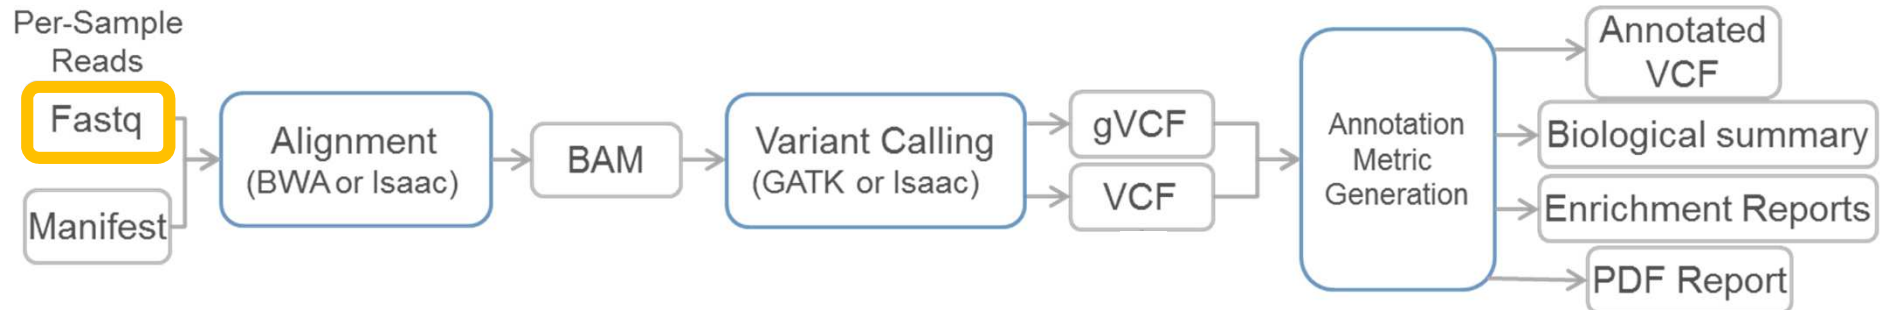 Per-Sample
Reads
Fastq
Manifest
Alignment
(BWA or Isaac)
BAM
Variant Calling
(GATK or Isaac)
gVCF
VCF
Annotation
Metric
Generation
Annotated
VCF
Biological summary
Enrichment Reports
PDF Report